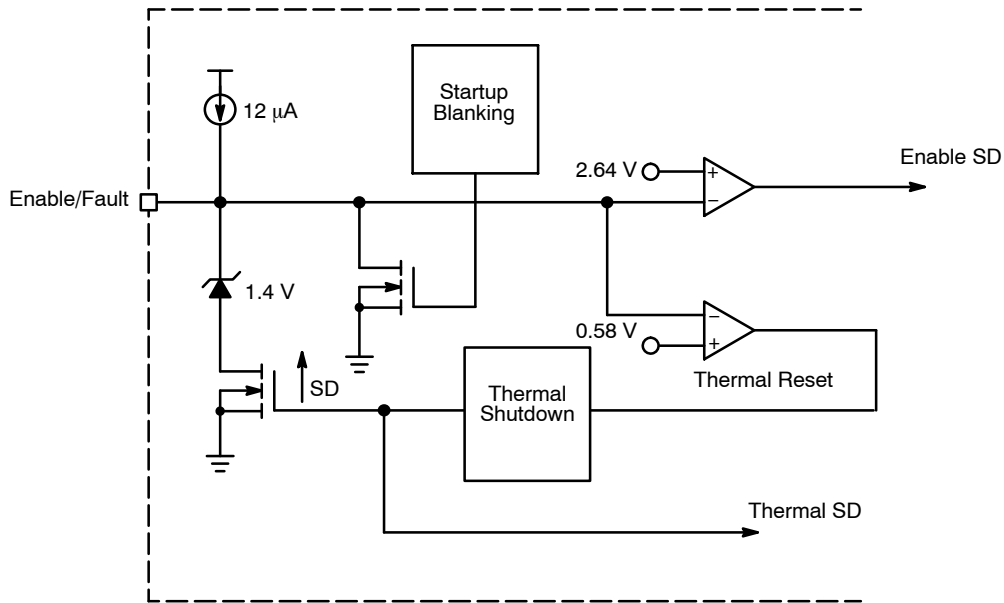 12 μA
Startup
Blanking
2.64 V
+
−
Enable SD
Enable/Fault
1.4 V
0.58 V
−
+
Thermal Reset
SD
Thermal
Shutdown
Thermal SD